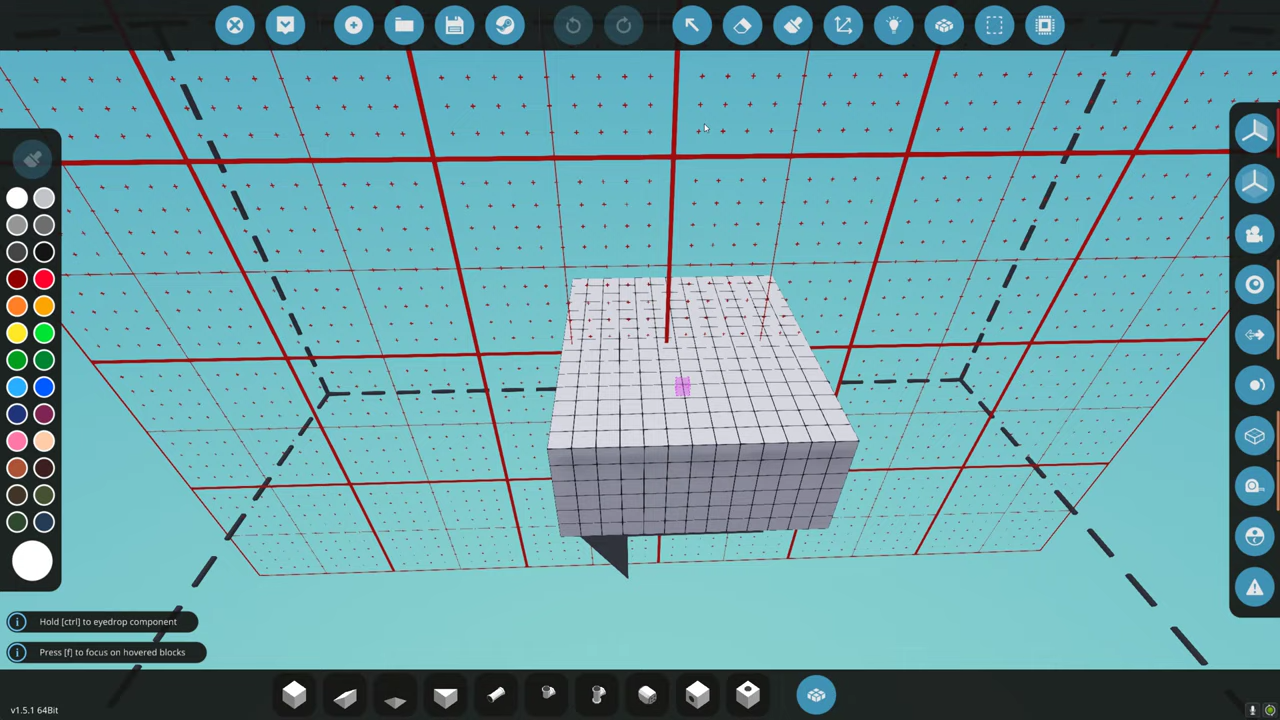 Hold [ctrl] to eyedrop component
Press [f] to focus on hovered blocks
v1.5.1 64Bit